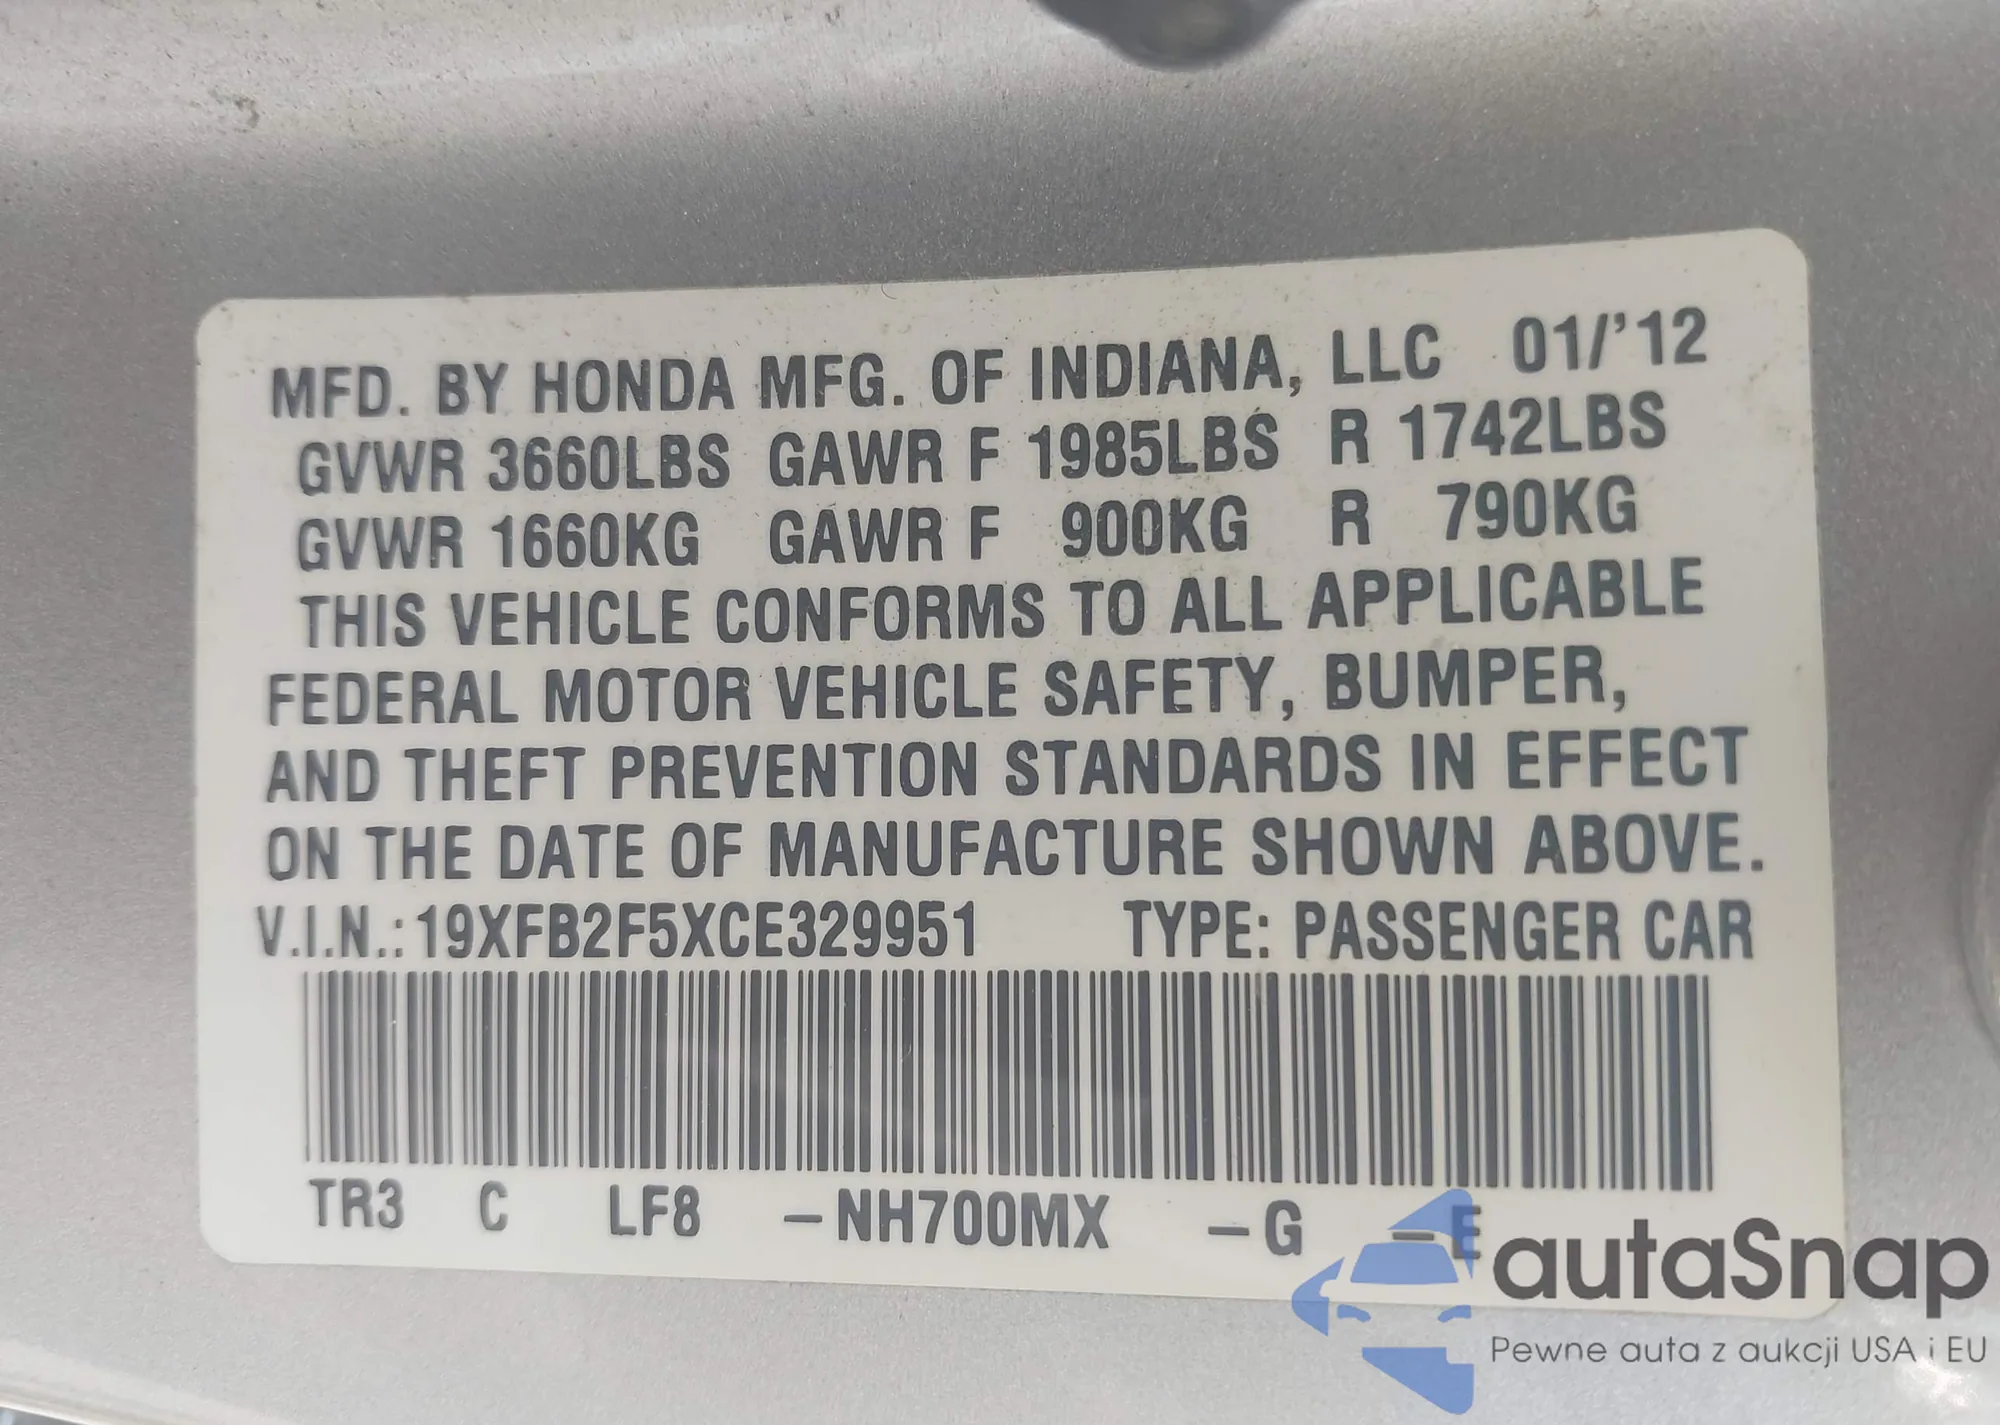 MFD. BY HONDA MFG. OF INDIANA, LLC 01/'12
GVWR 3660LBS GAWR F 1985LBS R 1742LBS
GVWR 1660KG GAWR F 900KG R 790KG
THIS VEHICLE CONFORMS TO ALL APPLICABLE
FEDERAL MOTOR VEHICLE SAFETY, BUMPER,
AND THEFT PREVENTION STANDARDS IN EFFECT
ON THE DATE OF MANUFACTURE SHOWN ABOVE.
V.I.N.: 19XFB2F5XCE329951 TYPE: PASSENGER CAR
TR3 C LF8 –NH700MX –G –E
autaSnap
Pewne auta z aukcji USA i EU